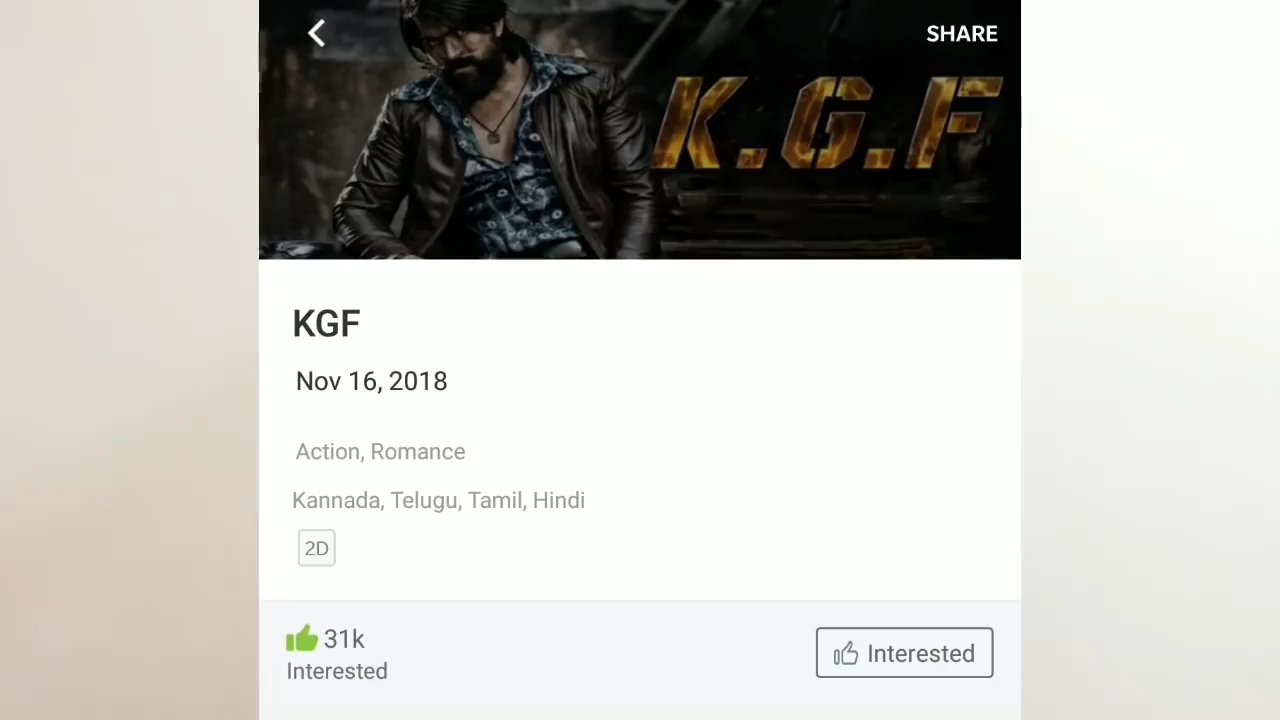 SHARE
K.G.F
KGF
Nov 16, 2018
Action, Romance
Kannada, Telugu, Tamil, Hindi
2D
31k
Interested
Interested